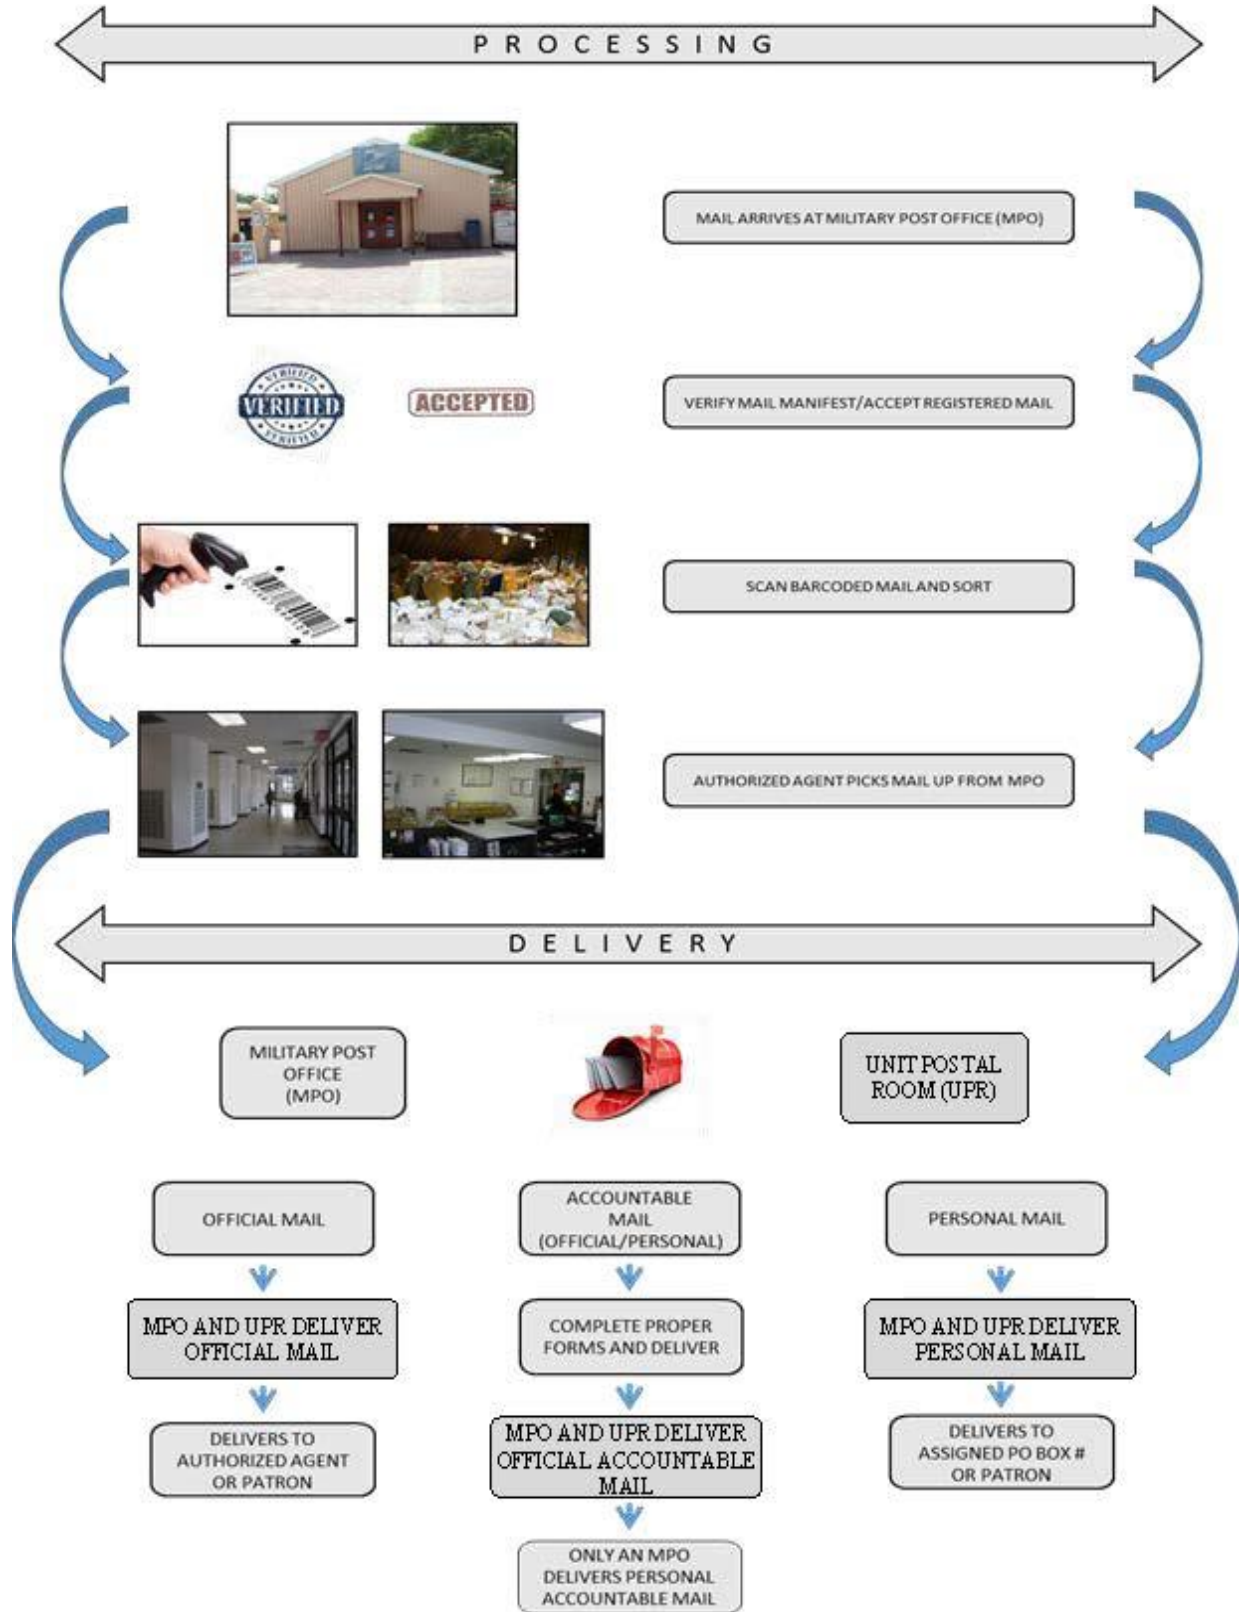 PROCESSING
MAIL ARRIVES AT MILITARY POST OFFICE (MPO)
VERIFIED
VERIFIED
VERIFIED
ACCEPTED
VERIFY MAIL MANIFEST/ACCEPT REGISTERED MAIL
SCAN BARCODED MAIL AND SORT
AUTHORIZED AGENT PICKS MAIL UP FROM MPO
DELIVERY
MILITARY POST
OFFICE
(MPO)
UNIT POSTAL
ROOM (UPR)
OFFICIAL MAIL
MPO AND UPR DELIVER
OFFICIAL MAIL
DELIVERS TO
AUTHORIZED AGENT
OR PATRON
ACCOUNTABLE
MAIL
(OFFICIAL/PERSONAL)
COMPLETE PROPER
FORMS AND DELIVER
MPO AND UPR DELIVER
OFFICIAL ACCOUNTABLE
MAIL
ONLY AN MPO
DELIVERS PERSONAL
ACCOUNTABLE MAIL
PERSONAL MAIL
MPO AND UPR DELIVER
PERSONAL MAIL
DELIVERS TO
ASSIGNED PO BOX #
OR PATRON